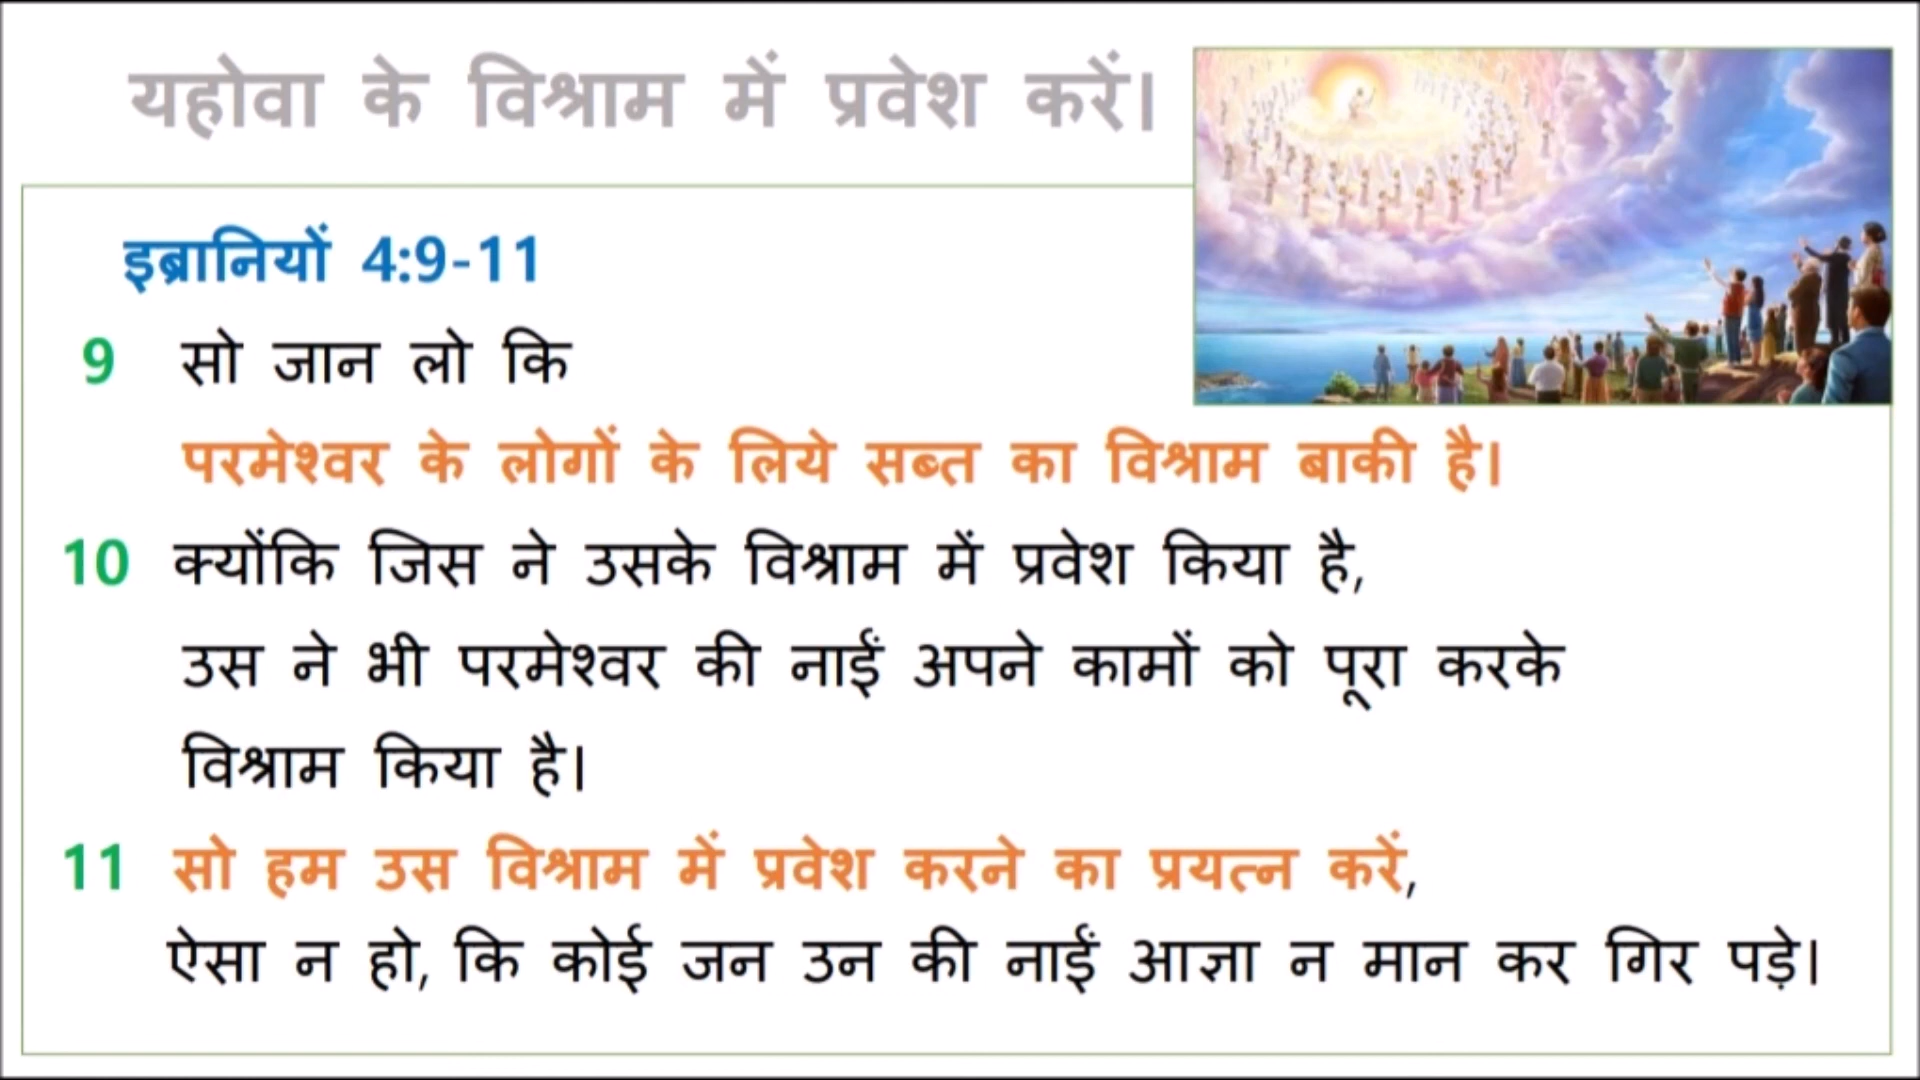 यहोवा के विश्राम में प्रवेश करें।
इब्रानियों 4:9-11
9 सो जान लो कि
परमेश्वर के लोगों के लिये सब्त का विश्राम बाकी है।
10 क्योंकि जिस ने उसके विश्राम में प्रवेश किया है,
उस ने भी परमेश्वर की नाईं अपने कामों को पूरा करके
विश्राम किया है।
11 सो हम उस विश्राम में प्रवेश करने का प्रयत्न करें,
ऐसा न हो, कि कोई जन उन की नाईं आज्ञा न मान कर गिर पड़े।